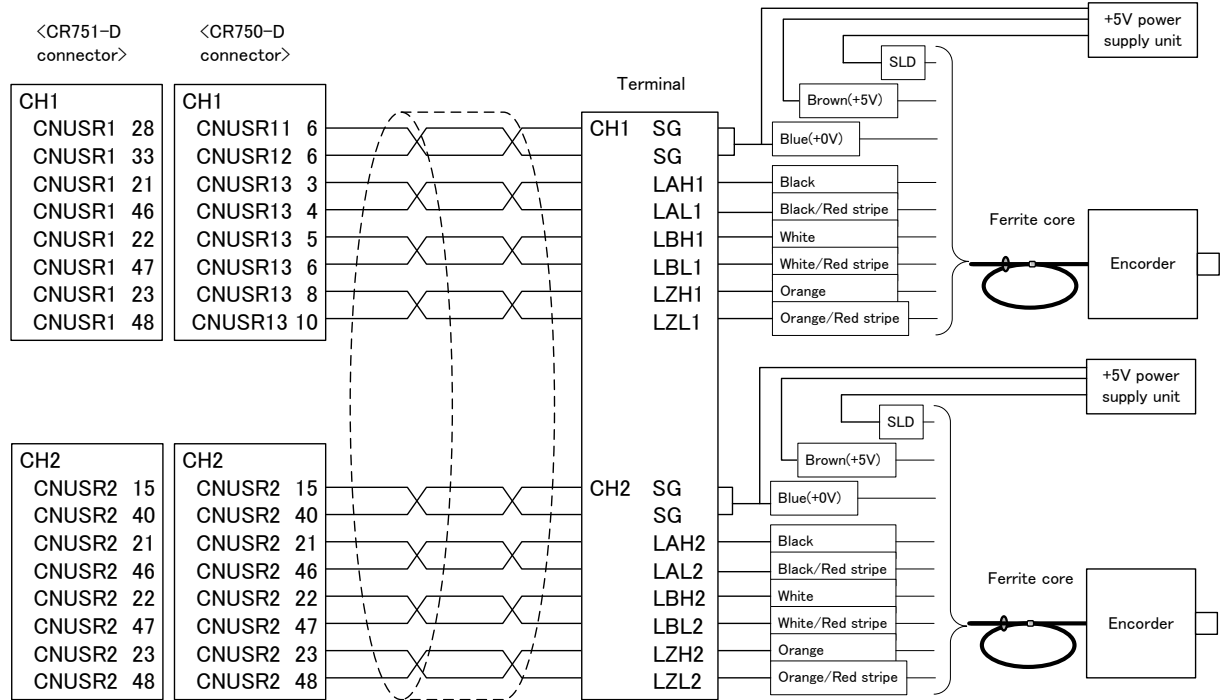 <CR751-D
connector>
<CR750-D
connector>
+5V power
supply unit
SLD
Terminal
Brown(+5V)
CH1
CH1
CNUSR1 28
CNUSR11 6
CH1 SG
Blue(+0V)
CNUSR1 33
CNUSR12 6
SG
CNUSR1 21
CNUSR13 3
LAH1
Black
CNUSR1 46
CNUSR13 4
LAL1
Black/Red stripe
Ferrite core
CNUSR1 22
CNUSR13 5
LBH1
White
CNUSR1 47
CNUSR13 6
LBL1
White/Red stripe
Encorder
CNUSR1 23
CNUSR13 8
LZH1
Orange
CNUSR1 48
CNUSR13 10
LZL1
Orange/Red stripe
+5V power
supply unit
SLD
CH2
CH2
Brown(+5V)
CNUSR2 15
CNUSR2 15
CH2 SG
Blue(+0V)
CNUSR2 40
CNUSR2 40
SG
CNUSR2 21
CNUSR2 21
LAH2
Black
CNUSR2 46
CNUSR2 46
LAL2
Black/Red stripe
Ferrite core
CNUSR2 22
CNUSR2 22
LBH2
White
CNUSR2 47
CNUSR2 47
LBL2
White/Red stripe
Encorder
CNUSR2 23
CNUSR2 23
LZH2
Orange
CNUSR2 48
CNUSR2 48
LZL2
Orange/Red stripe